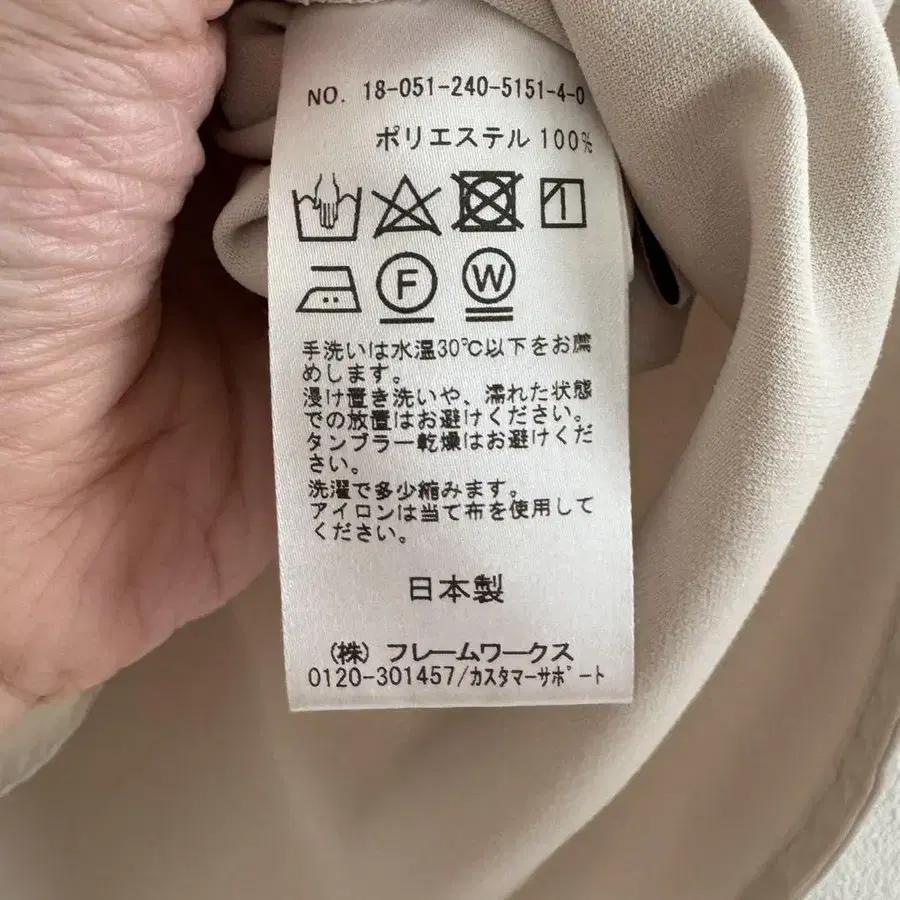 NO. 18-051-240-5151-4-0
ポリエステル 100%
F W
手洗いは水温30℃以下をお薦
めします。
浸け置き洗いや、濡れた状態
での放置はお避けください。
タンブラー乾燥はお避けくだ
さい。
洗濯で多少縮みます。
アイロンは当て布を使用して
ください。
日本製
(株) フレームワークス
0120-301457/カスタマーサポート